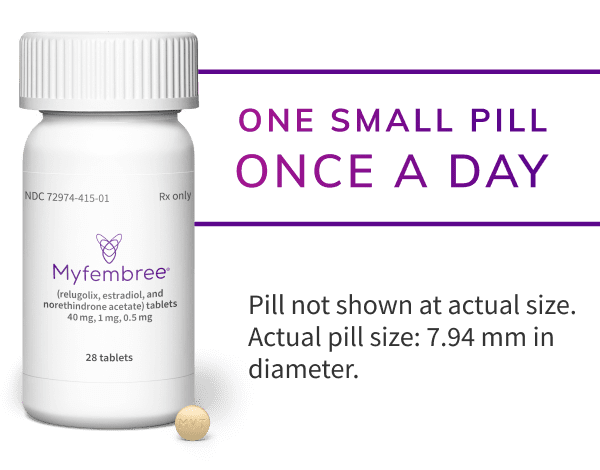 NDC 72974-415-01 Rx only
Myfembree®
(relugolix, estradiol, and
norethindrone acetate) tablets
40 mg, 1 mg, 0.5 mg
28 tablets
MVT
ONE SMALL PILL
ONCE A DAY
Pill not shown at actual size.
Actual pill size: 7.94 mm in
diameter.